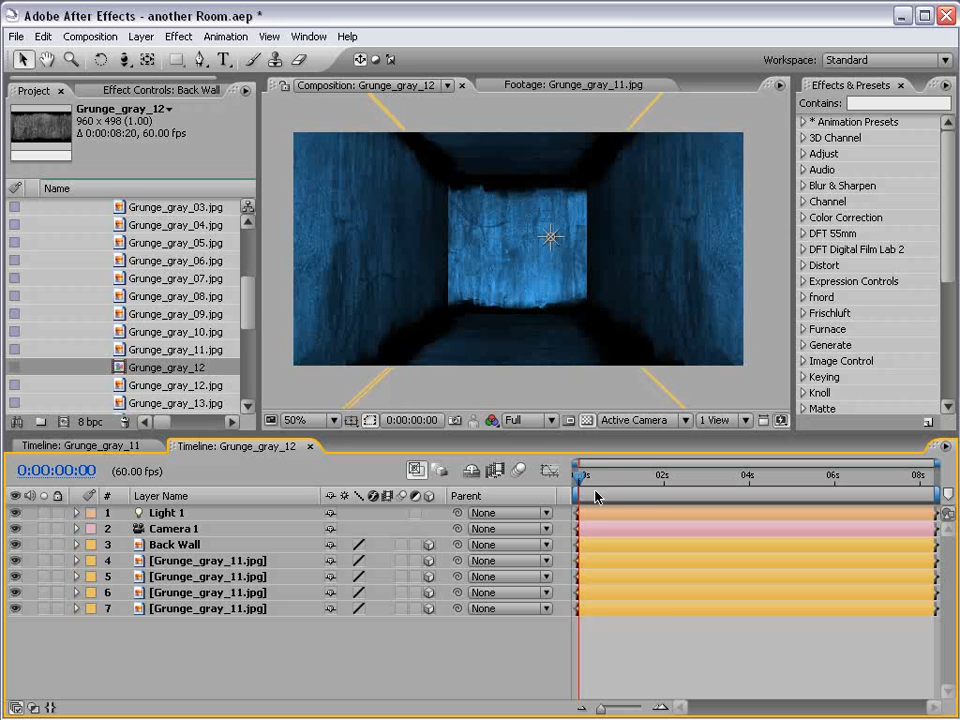 Adobe After Effects - another Room.aep *
File Edit Composition Layer Effect Animation View Window Help
T Workspace: Standard
Project Effect Controls: Back Wall
Composition: Grunge_gray_12 Footage: Grunge_gray_11.jpg
Effects & Presets
Grunge_gray_12
960 x 498 (1.00)
Δ 0:00:08:20, 60.00 fps
Contains:
* Animation Presets
3D Channel
Adjust
Audio
Blur & Sharpen
Channel
Color Correction
DFT 55mm
DFT Digital Film Lab 2
Distort
Expression Controls
fnord
Frischluft
Furnace
Generate
Image Control
Keying
Knoll
Matte
Name
Grunge_gray_03.jpg
Grunge_gray_04.jpg
Grunge_gray_05.jpg
Grunge_gray_06.jpg
Grunge_gray_07.jpg
Grunge_gray_08.jpg
Grunge_gray_09.jpg
Grunge_gray_10.jpg
Grunge_gray_11.jpg
Grunge_gray_12
Grunge_gray_12.jpg
Grunge_gray_13.jpg
8 bpc
50% 0:00:00:00 Full Active Camera 1 View
Timeline: Grunge_gray_11 Timeline: Grunge_gray_12
0:00:00:00 (60.00 fps)
02s 04s 06s 08s
# Layer Name Parent
1 Light 1 None
2 Camera 1 None
3 Back Wall None
4 [Grunge_gray_11.jpg] None
5 [Grunge_gray_11.jpg] None
6 [Grunge_gray_11.jpg] None
7 [Grunge_gray_11.jpg] None